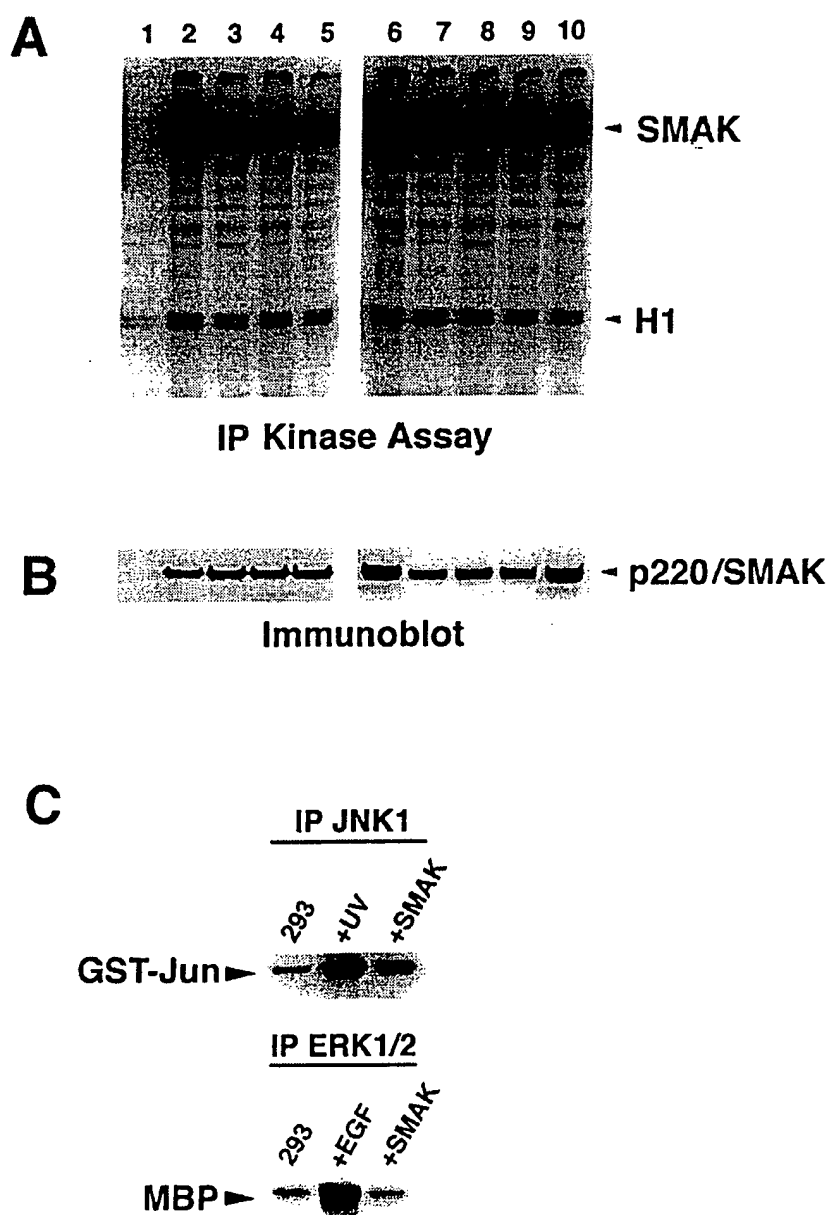 A
1 2 3 4 5 6 7 8 9 10
SMAK
H1
IP Kinase Assay
B
p220/SMAK
Immunoblot
C
IP JNK1
293 +UV +SMAK
GST-Jun
IP ERK1/2
293 +EGF +SMAK
MBP